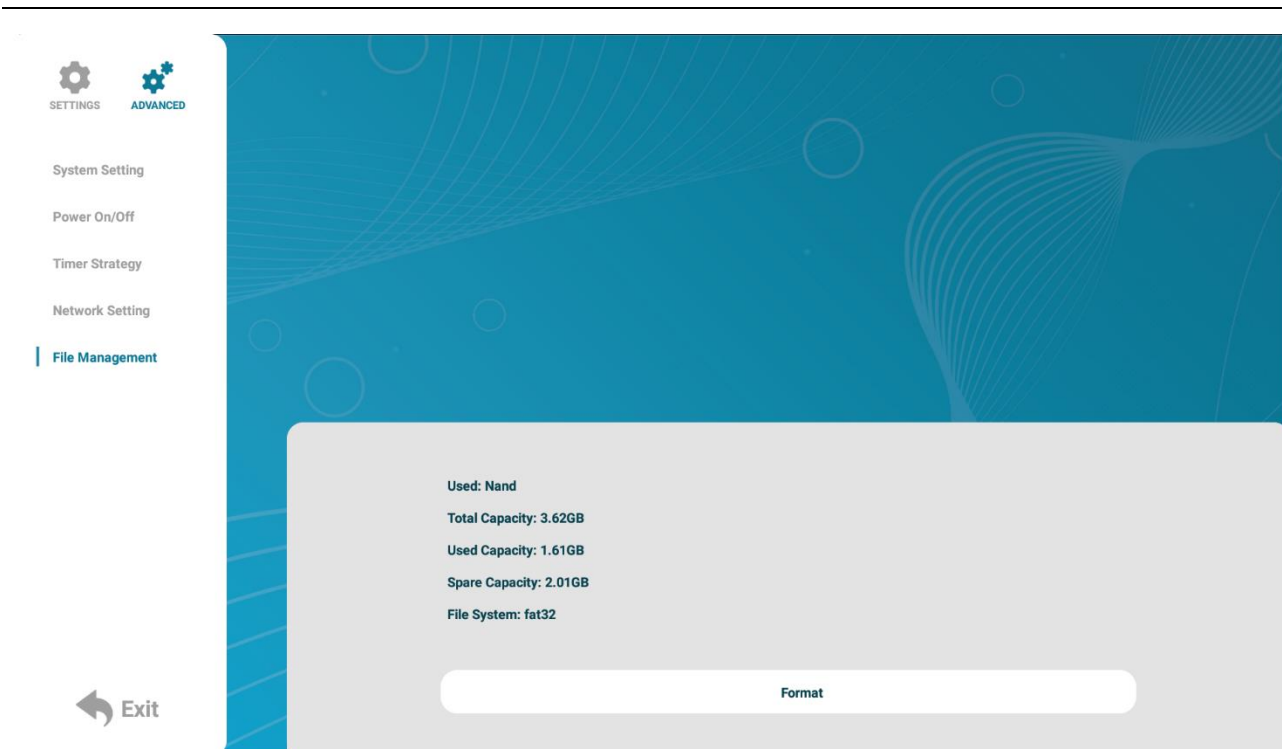 SETTINGS ADVANCED
System Setting
Power On/Off
Timer Strategy
Network Setting
File Management
Exit
Used: Nand
Total Capacity: 3.62GB
Used Capacity: 1.61GB
Spare Capacity: 2.01GB
File System: fat32
Format